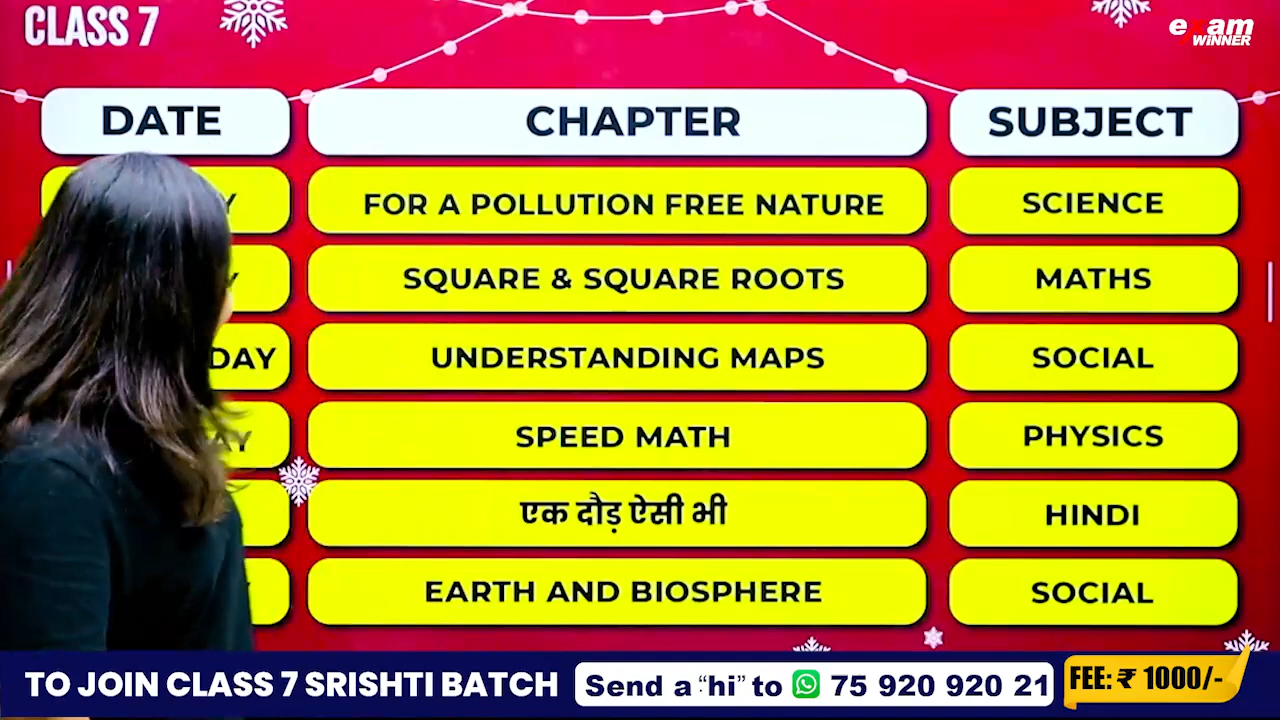 CLASS 7
exam
WiNNER
DATE CHAPTER SUBJECT
FOR A POLLUTION FREE NATURE SCIENCE
SQUARE & SQUARE ROOTS MATHS
UNDERSTANDING MAPS SOCIAL
SPEED MATH PHYSICS
एक दौड़ ऐसी भी HINDI
EARTH AND BIOSPHERE SOCIAL
TO JOIN CLASS 7 SRISHTI BATCH Send a “hi” to 75 920 920 21 FEE: ₹ 1000/-